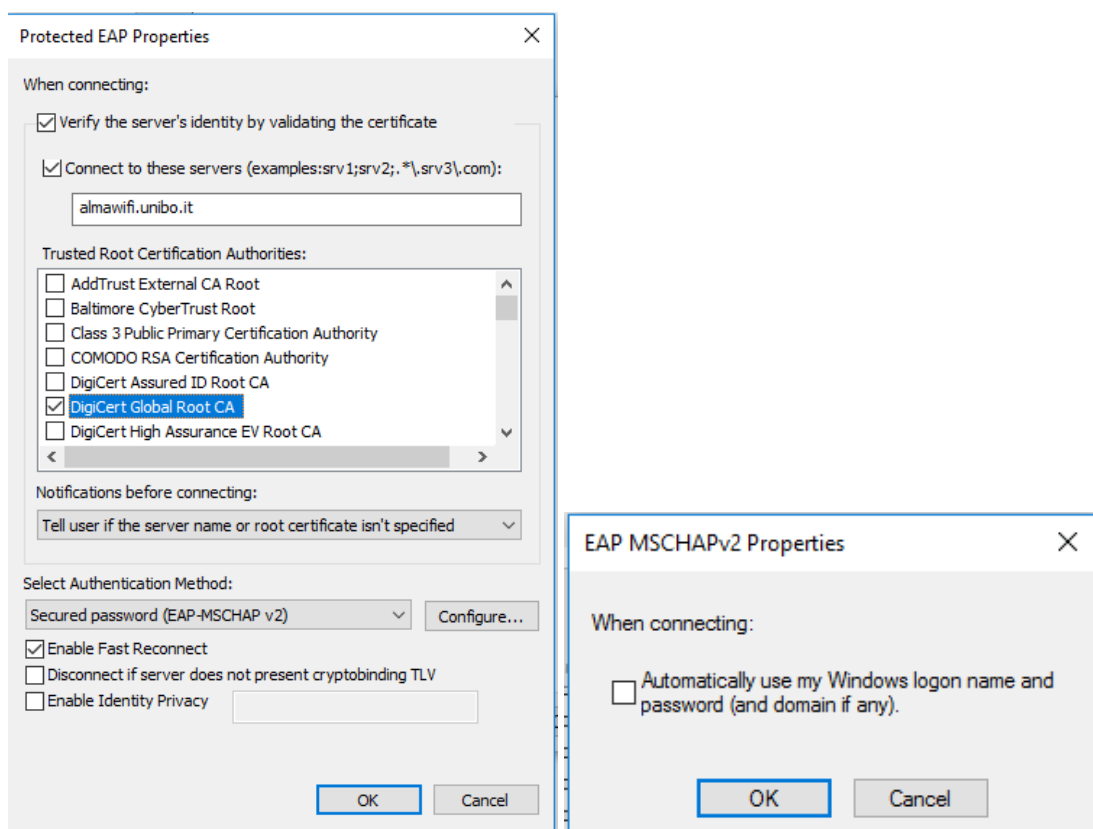 Protected EAP Properties
When connecting:
Verify the server's identity by validating the certificate
Connect to these servers (examples:srv1;srv2;.*\.srv3\.com):
almawifi.unibo.it
Trusted Root Certification Authorities:
AddTrust External CA Root
Baltimore CyberTrust Root
Class 3 Public Primary Certification Authority
COMODO RSA Certification Authority
DigiCert Assured ID Root CA
DigiCert Global Root CA
DigiCert High Assurance EV Root CA
Notifications before connecting:
Tell user if the server name or root certificate isn't specified
Select Authentication Method:
Secured password (EAP-MSCHAP v2)
Configure...
Enable Fast Reconnect
Disconnect if server does not present cryptobinding TLV
Enable Identity Privacy
OK
Cancel
EAP MSCHAPv2 Properties
When connecting:
Automatically use my Windows logon name and
password (and domain if any).
OK
Cancel